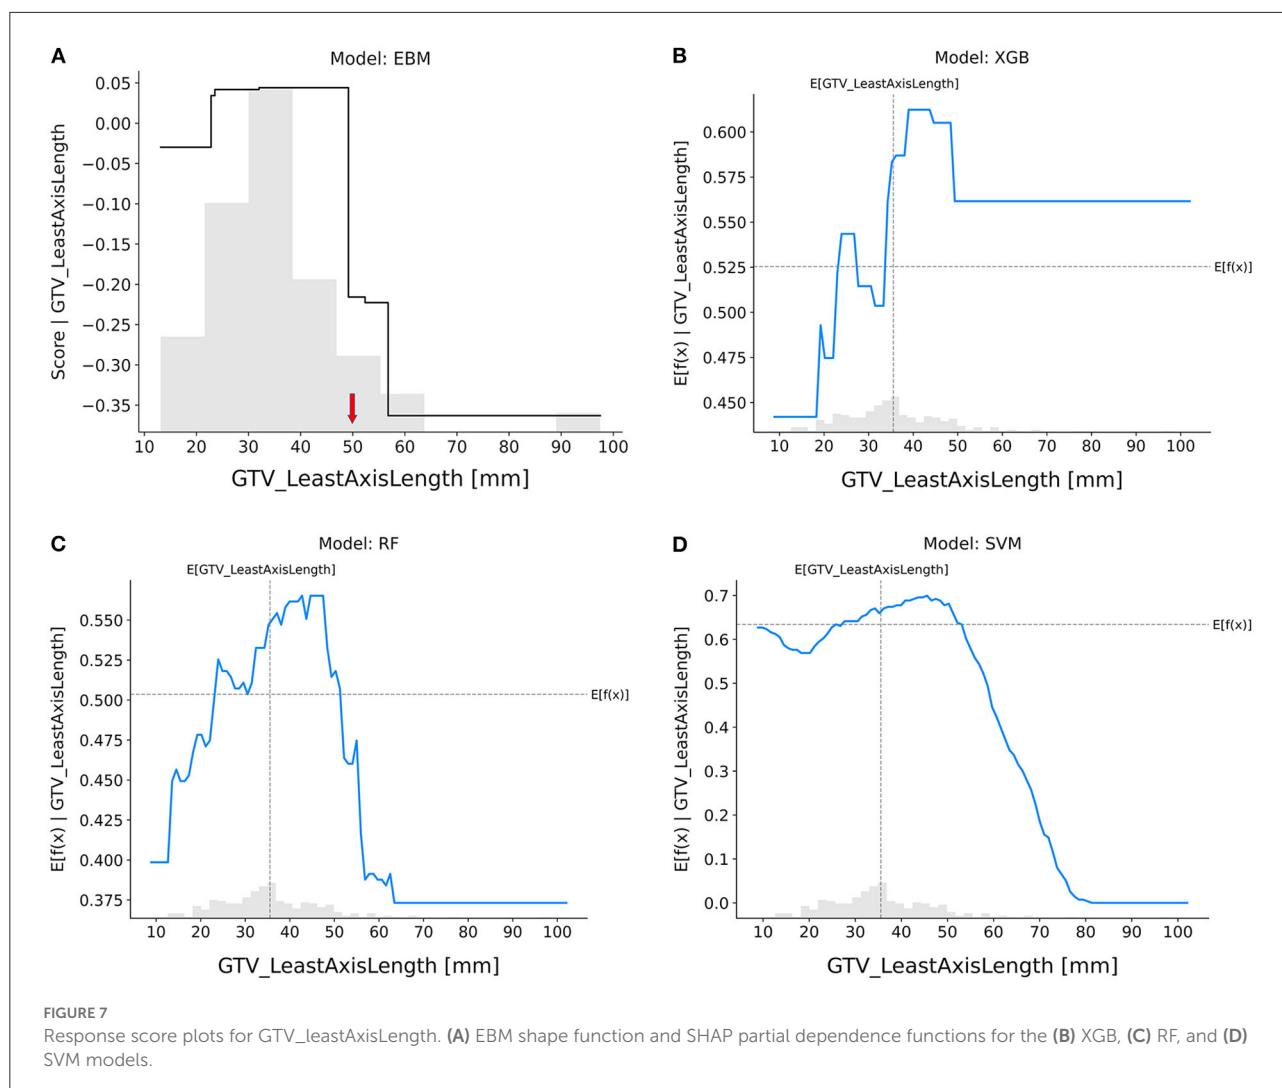 A
Model: EBM
0.05
0.00
−0.05
−0.10
−0.15
−0.20
−0.25
−0.30
−0.35
Score | GTV_LeastAxisLength
10 20 30 40 50 60 70 80 90 100
GTV_LeastAxisLength [mm]
B
Model: XGB
E[GTV_LeastAxisLength]
0.600
0.575
0.550
0.525
0.500
0.475
0.450
E[f(x) | GTV_LeastAxisLength]
E[f(x)]
10 20 30 40 50 60 70 80 90 100
GTV_LeastAxisLength [mm]
C
Model: RF
E[GTV_LeastAxisLength]
0.550
0.525
0.500
0.475
0.450
0.425
0.400
0.375
E[f(x) | GTV_LeastAxisLength]
E[f(x)]
10 20 30 40 50 60 70 80 90 100
GTV_LeastAxisLength [mm]
D
Model: SVM
E[GTV_LeastAxisLength]
0.7
0.6
0.5
0.4
0.3
0.2
0.1
0.0
E[f(x) | GTV_LeastAxisLength]
E[f(x)]
10 20 30 40 50 60 70 80 90 100
GTV_LeastAxisLength [mm]
FIGURE 7
Response score plots for GTV_leastAxisLength. (A) EBM shape function and SHAP partial dependence functions for the (B) XGB, (C) RF, and (D)
SVM models.